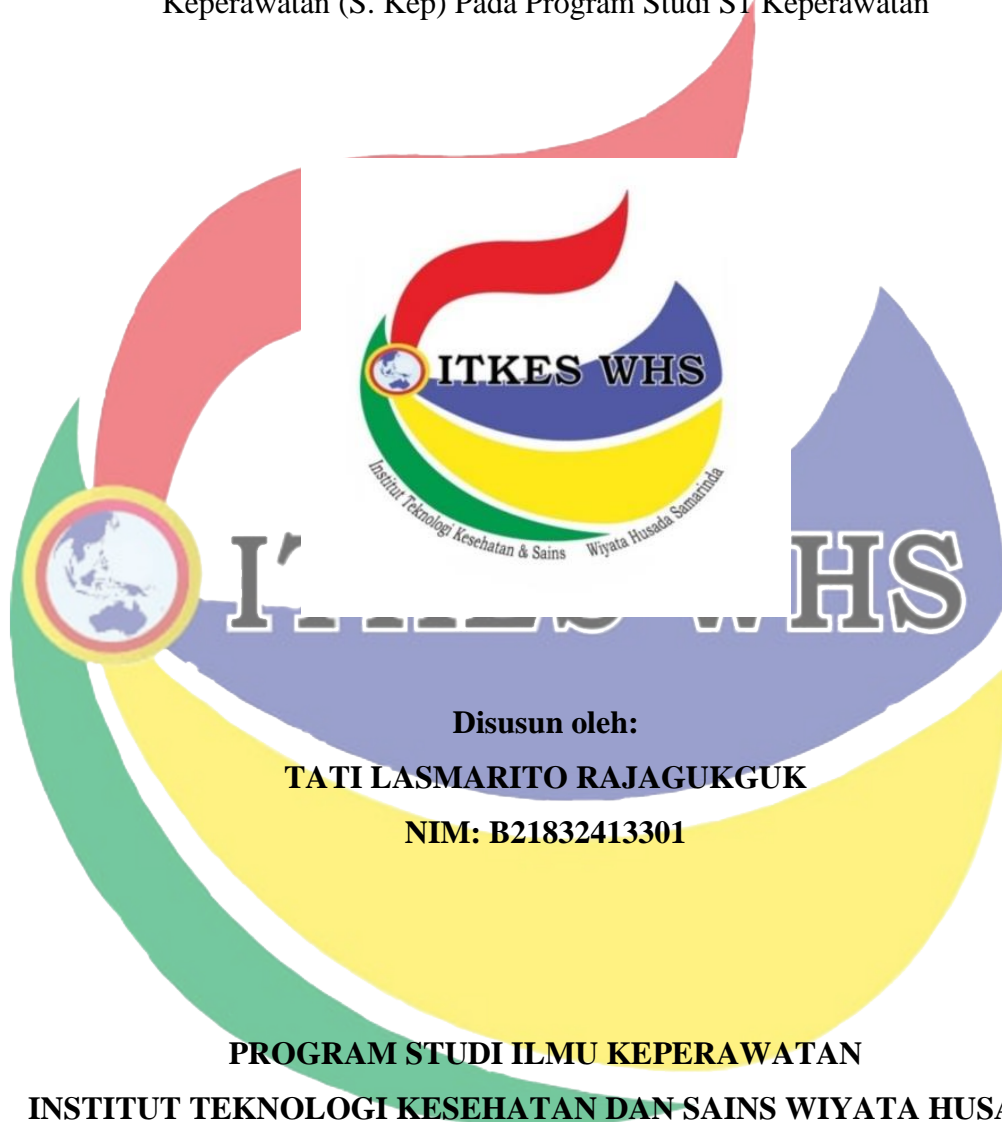 Keperawatan (S. Kep) Pada Program Studi S1 Keperawatan
ITKES WHS
Institut Teknologi Kesehatan & Sains Wiyata Husada Samarinda
Disusun oleh:
TATI LASMARITO RAJAGUKGUK
NIM: B21832413301
PROGRAM STUDI ILMU KEPERAWATAN
INSTITUT TEKNOLOGI KESEHATAN DAN SAINS WIYATA